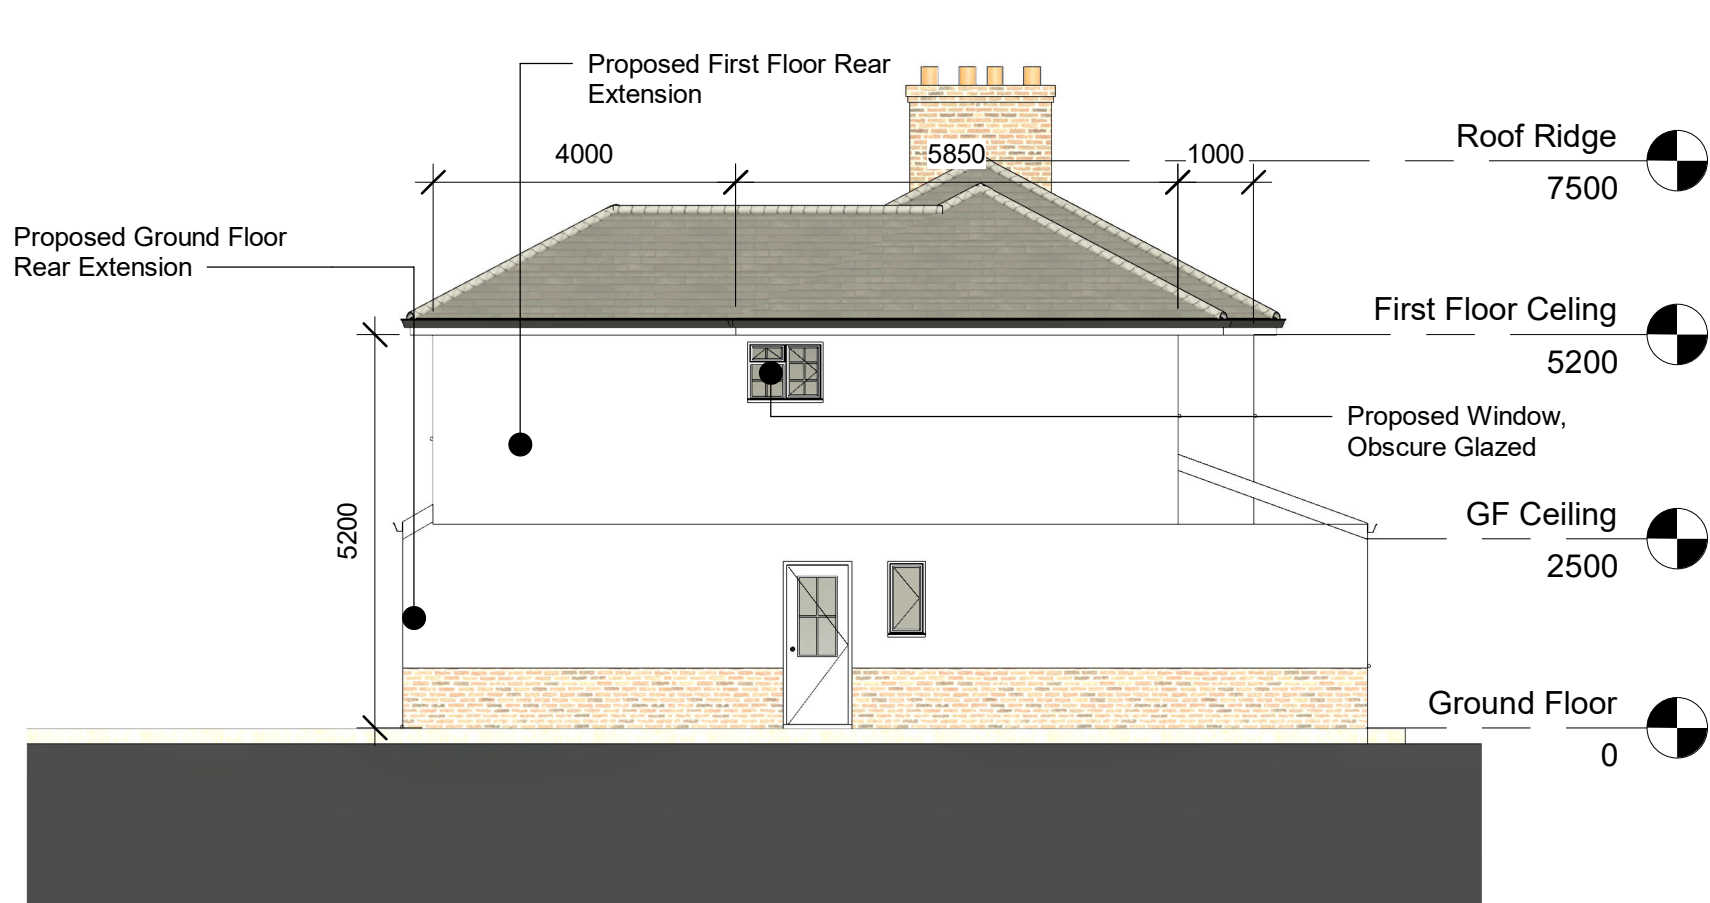 Proposed First Floor Rear
Extension
4000
5850
1000
Roof Ridge
7500
Proposed Ground Floor
Rear Extension
First Floor Celing
5200
Proposed Window,
Obscure Glazed
5200
GF Ceiling
2500
Ground Floor
0